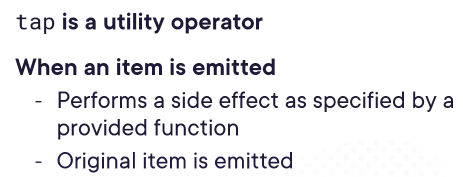 tap is a utility operator
When an item is emitted
- Performs a side effect as specified by a
provided function
- Original item is emitted